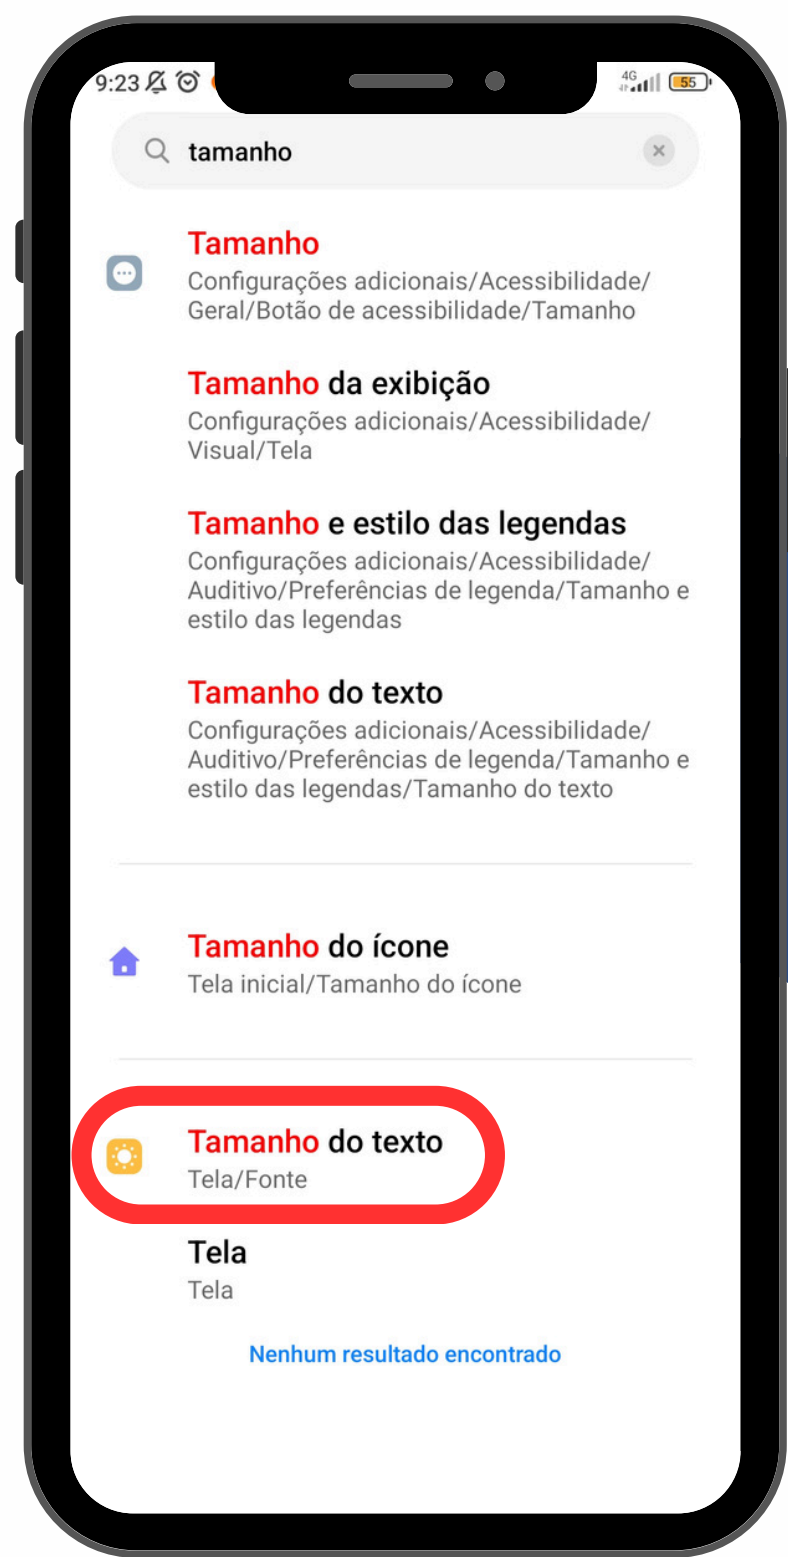 9:23
4G
55
tamanho
Tamanho
Configurações adicionais/Acessibilidade/
Geral/Botão de acessibilidade/Tamanho
Tamanho da exibição
Configurações adicionais/Acessibilidade/
Visual/Tela
Tamanho e estilo das legendas
Configurações adicionais/Acessibilidade/
Auditivo/Preferências de legenda/Tamanho e
estilo das legendas
Tamanho do texto
Configurações adicionais/Acessibilidade/
Auditivo/Preferências de legenda/Tamanho e
estilo das legendas/Tamanho do texto
Tamanho do ícone
Tela inicial/Tamanho do ícone
Tamanho do texto
Tela/Fonte
Tela
Tela
Nenhum resultado encontrado